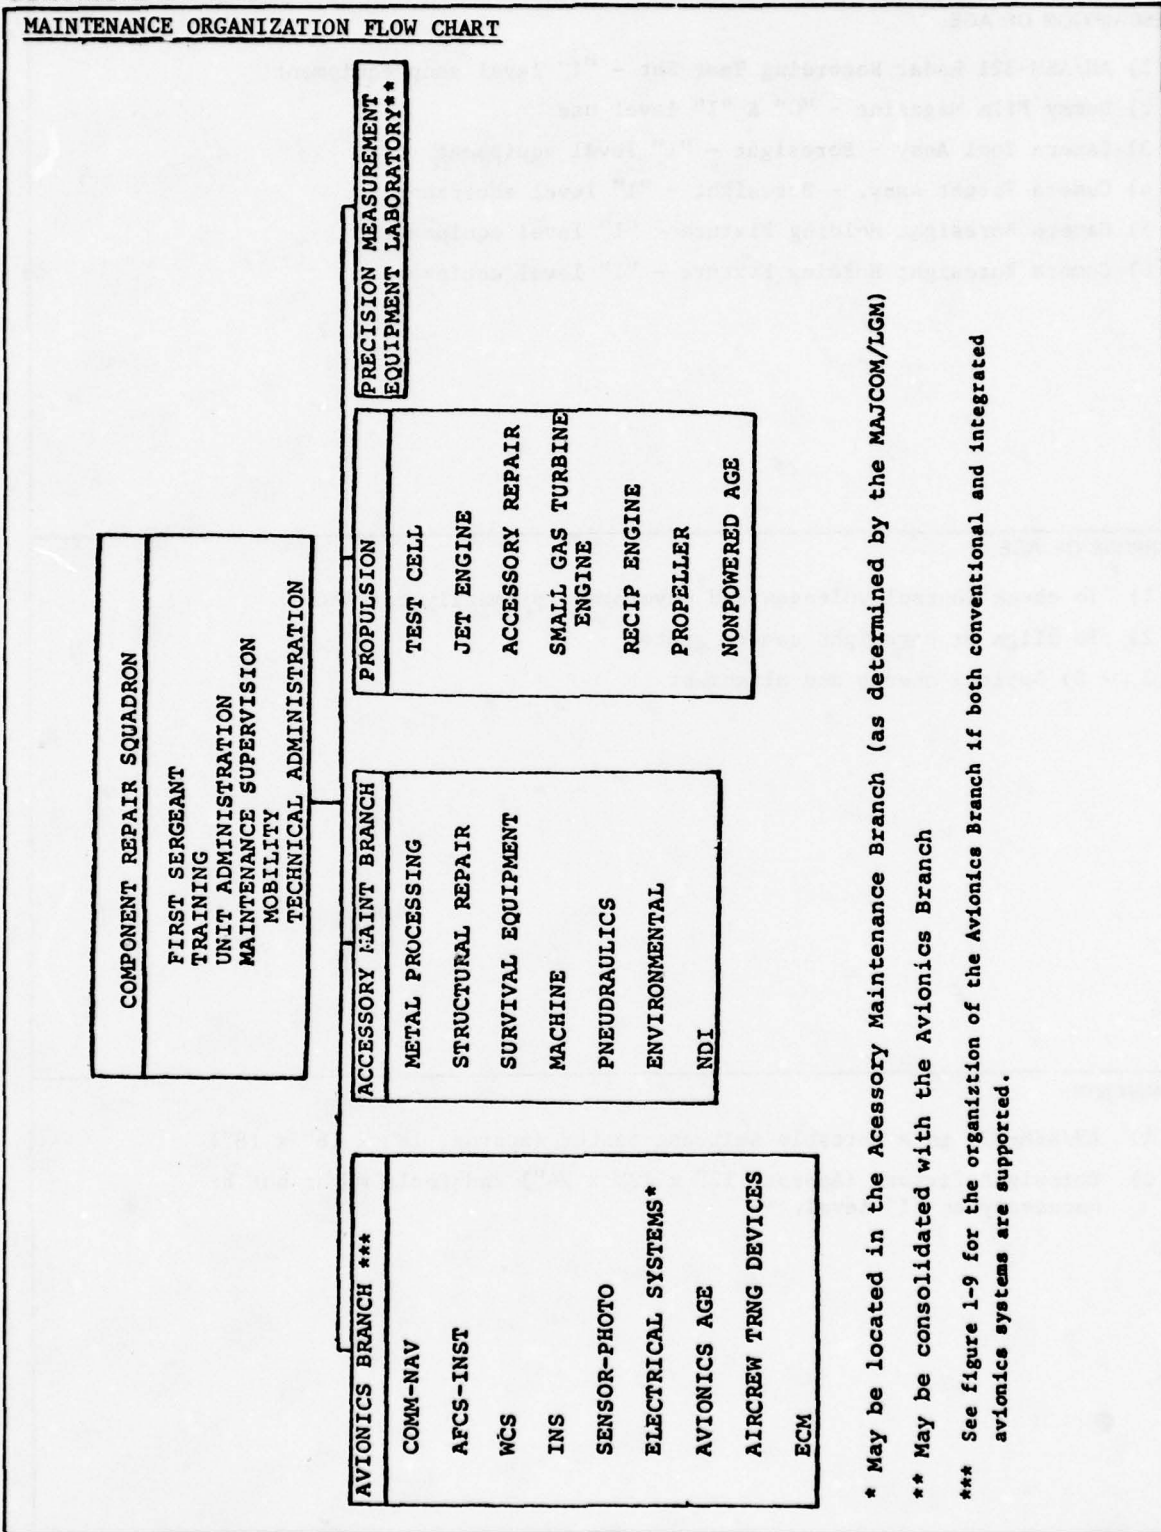 MAINTENANCE ORGANIZATION FLOW CHART
COMPONENT REPAIR SQUADRON
FIRST SERGEANT
TRAINING
UNIT ADMINISTRATION
MAINTENANCE SUPERVISION
MOBILITY
TECHNICAL ADMINISTRATION
AVIONICS BRANCH ***
COMM-NAV
AFCS-INST
WCS
INS
SENSOR-PHOTO
ELECTRICAL SYSTEMS*
AVIONICS AGE
AIRCREW TRNG DEVICES
ECM
ACCESSORY MAINT BRANCH
METAL PROCESSING
STRUCTURAL REPAIR
SURVIVAL EQUIPMENT
MACHINE
PNEUDRAULICS
ENVIRONMENTAL
NDI
PROPULSION
TEST CELL
JET ENGINE
ACCESSORY REPAIR
SMALL GAS TURBINE
ENGINE
RECIP ENGINE
PROPELLER
NONPOWERED AGE
PRECISION MEASUREMENT
EQUIPMENT LABORATORY**
* May be located in the Acessory Maintenance Branch (as determined by the MAJCOM/LGM)
** May be consolidated with the Avionics Branch
*** See figure 1-9 for the organiztion of the Avionics Branch if both conventional and integrated
avionics systems are supported.